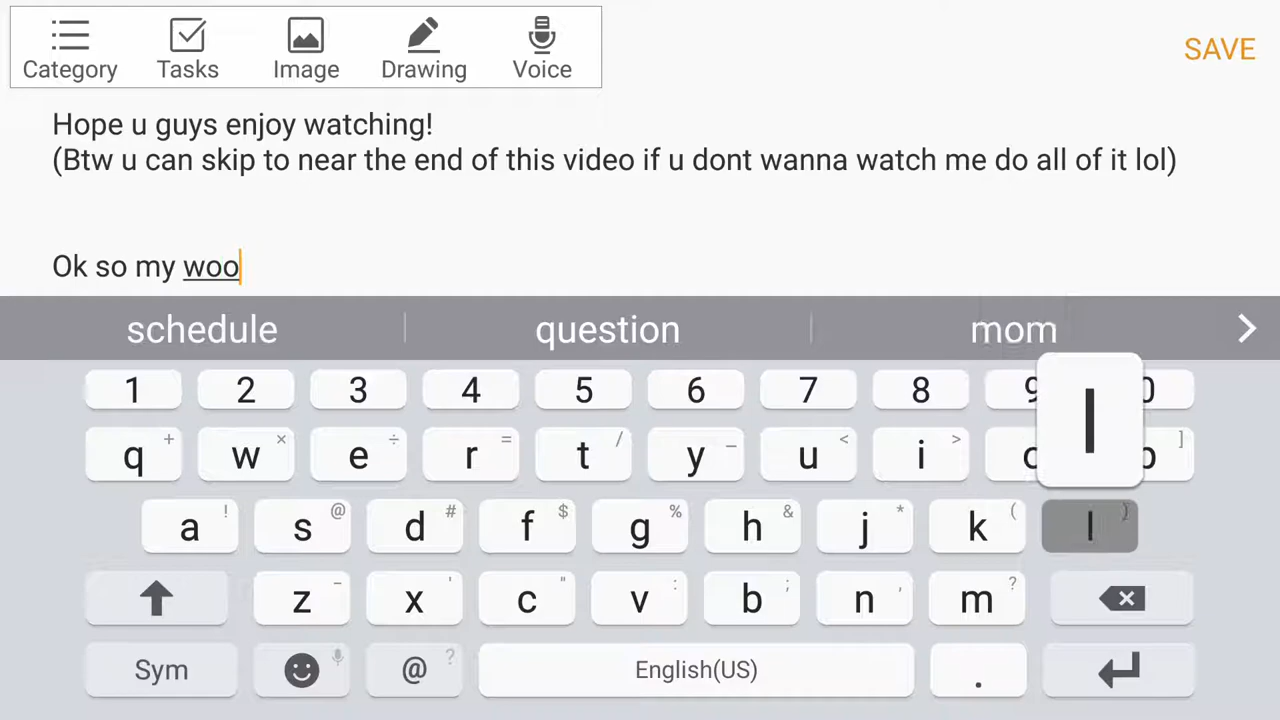 Category Tasks Image Drawing Voice
SAVE
Hope u guys enjoy watching!
(Btw u can skip to near the end of this video if u dont wanna watch me do all of it lol)
Ok so my woo
schedule question mom
1 2 3 4 5 6 7 8 9 0
q + w × e ÷ r = t / y _ u < i > o p ]
a ! s @ d # f $ g % h & j * k ( l )
l
z - x ' c " v : b ; n , m ?
Sym @ ? English(US) .